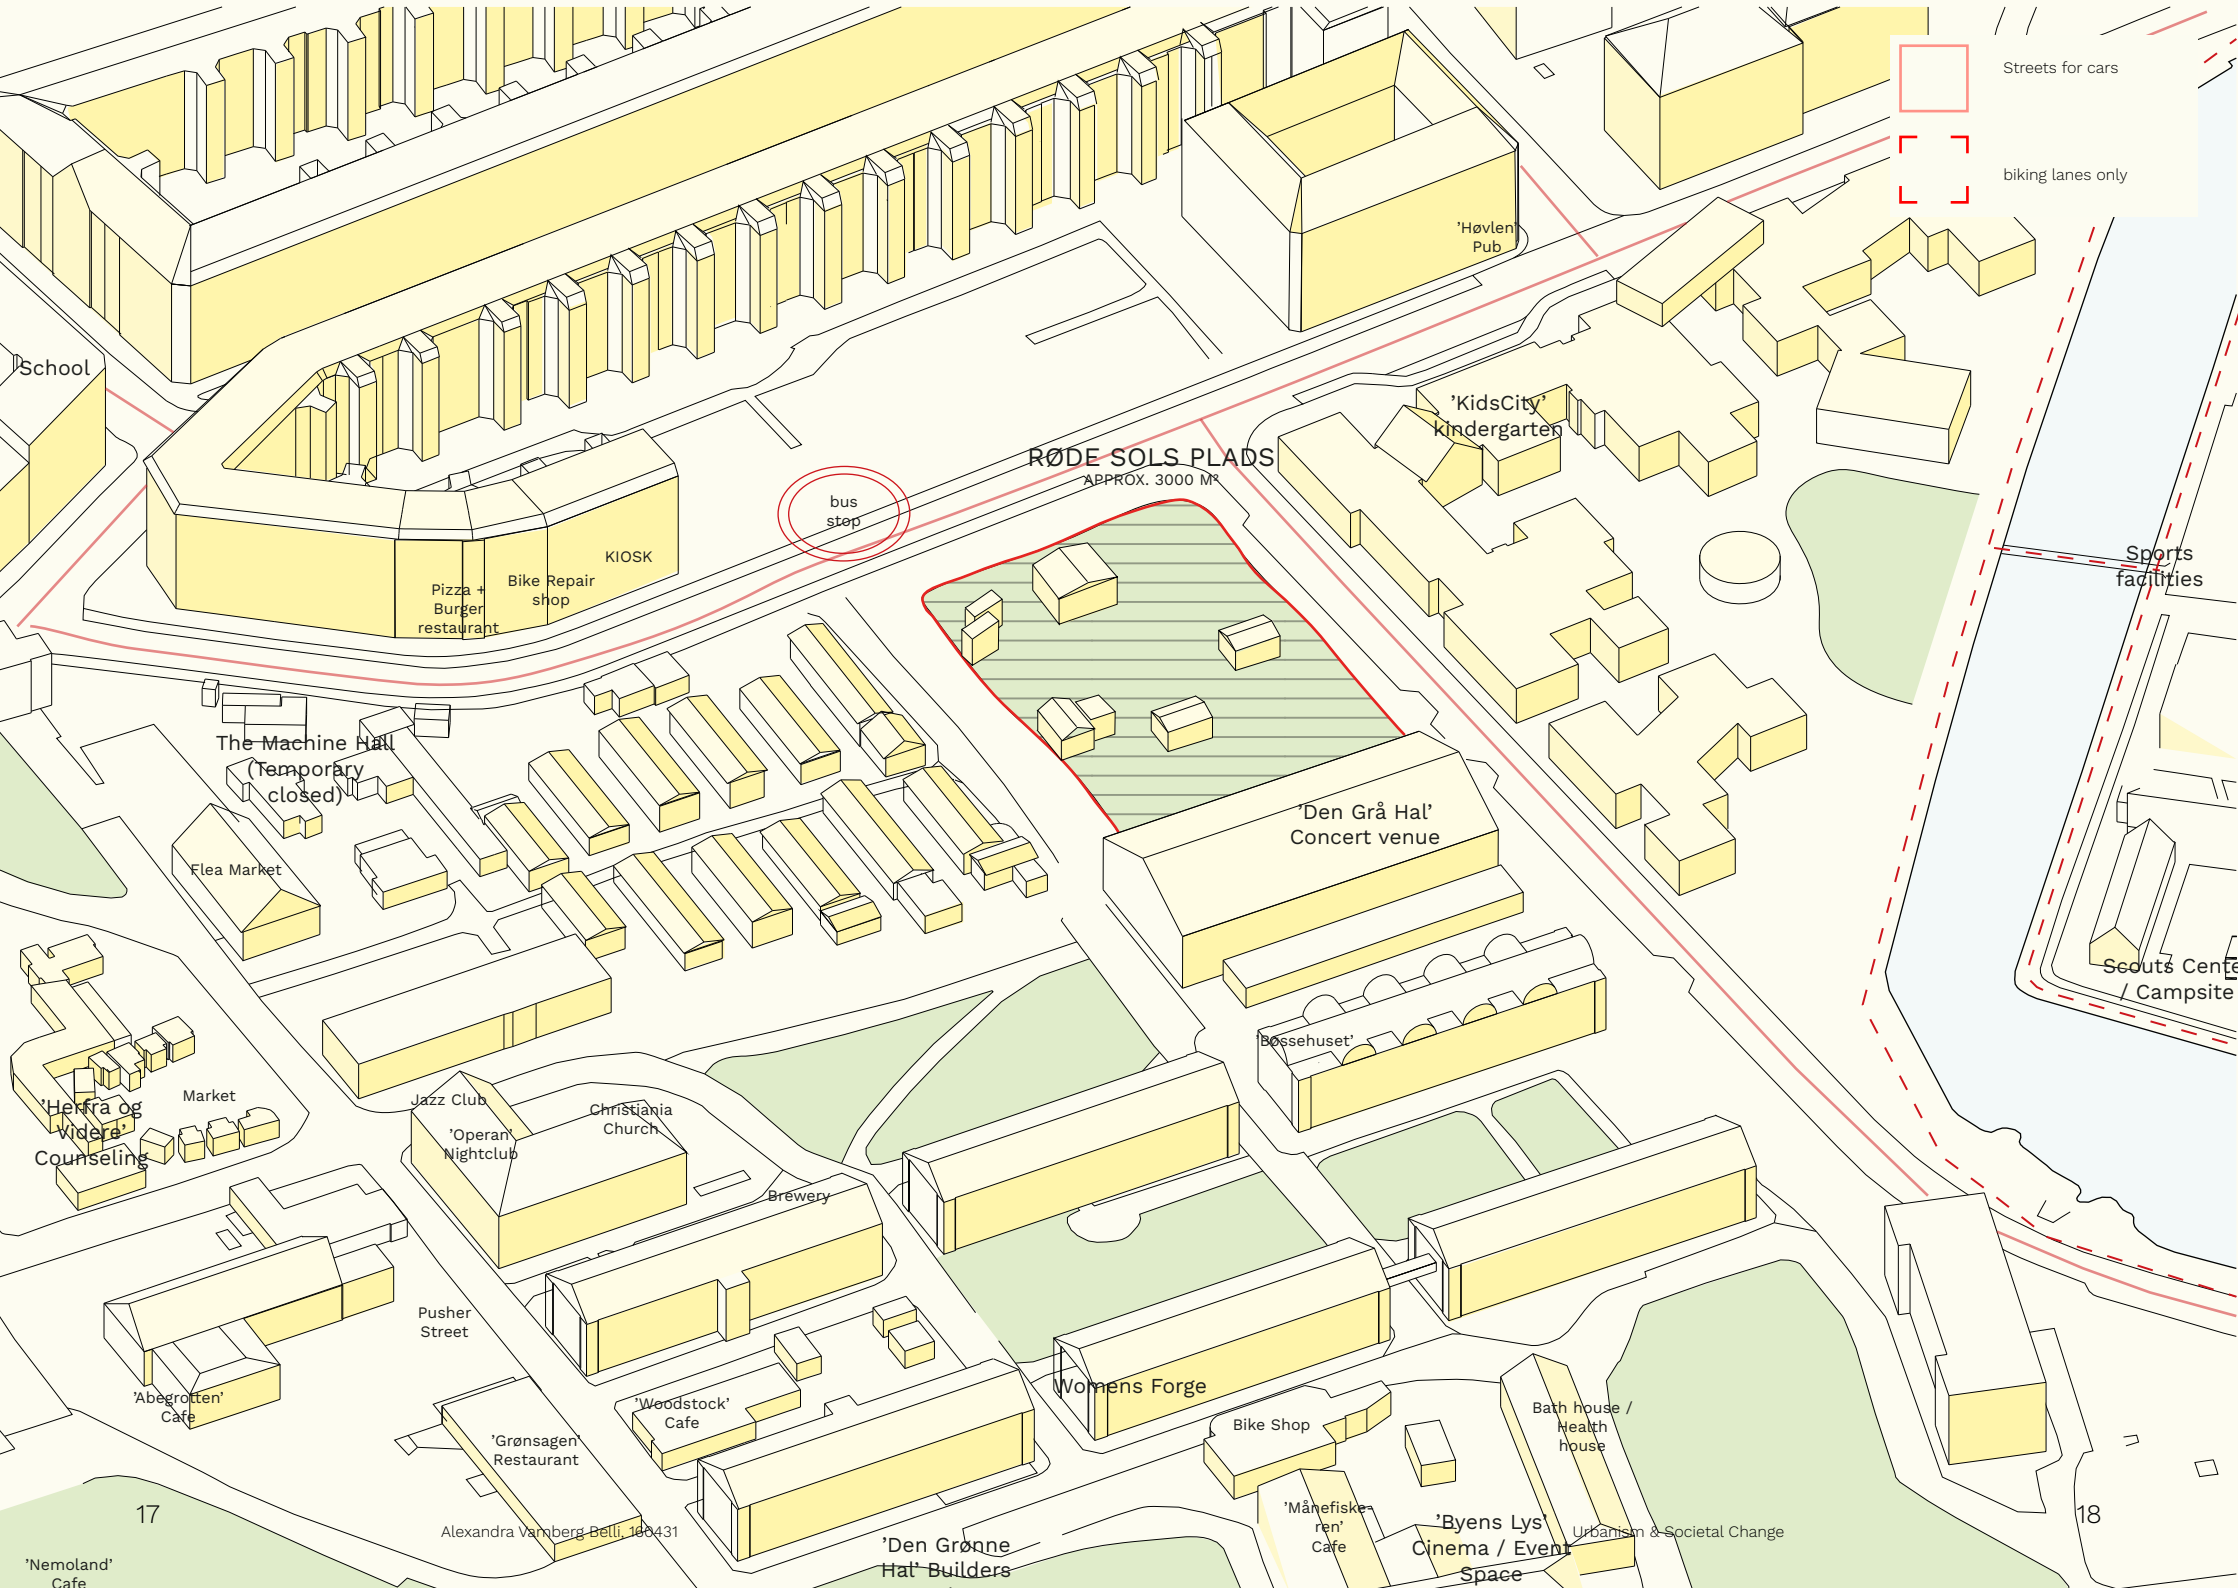 Streets for cars
biking lanes only
'Høvlen'
Pub
School
'KidsCity'
kindergarten
RØDE SOLS PLADS
APPROX. 3000 M²
bus
stop
KIOSK
Pizza +
Burger
restaurant
Bike Repair
shop
Sports
facilities
The Machine Hall
(Temporary
closed)
Flea Market
'Den Grå Hal'
Concert venue
Scouts Cente
/ Campsite
'Bøssehuset'
Market
'Herfra og
Videre'
Counseling
Jazz Club
'Operan'
Nightclub
Christiania
Church
Brewery
Pusher
Street
'Abegrotten'
Cafe
'Woodstock'
Cafe
'Grønsagen'
Restaurant
Womens Forge
Bike Shop
Bath house /
Health
house
'Månefiske-
ren'
Cafe
'Byens Lys'
Cinema / Event
Space
'Den Grønne
Hal' Builders
17
Alexandra Vamberg Belli, 160431
Urbanism & Societal Change
18
'Nemoland'
Cafe